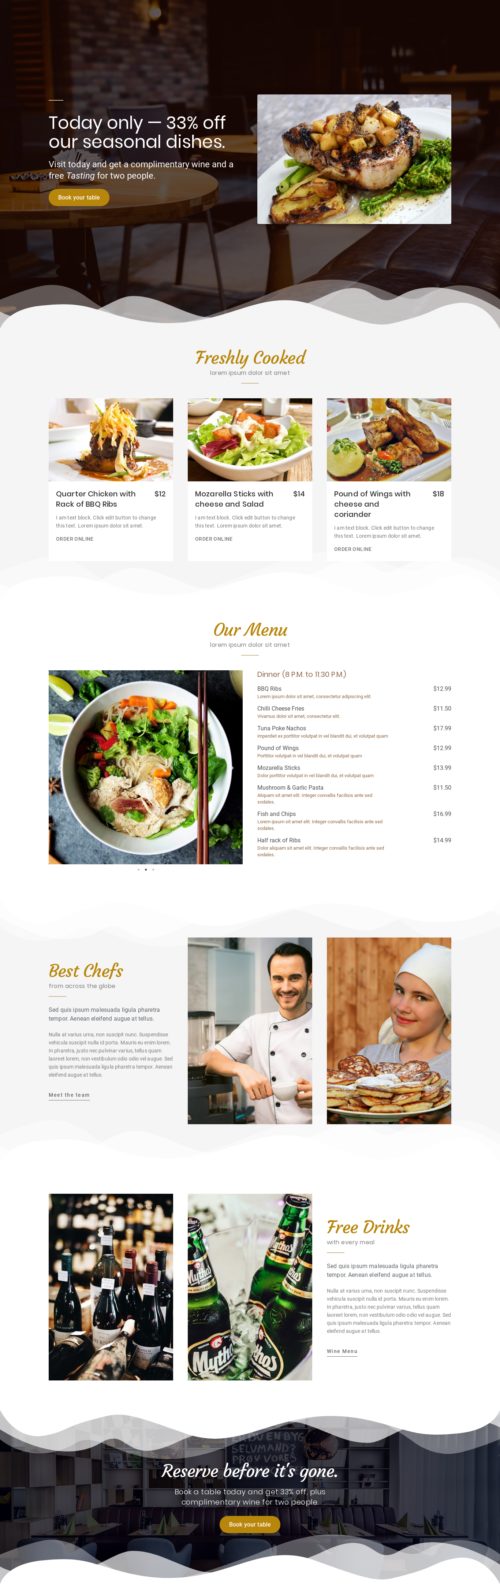 Today only — 33% off
our seasonal dishes.
Visit today and get a complimentary wine and a
free Tasting for two people.
Book your table
Freshly Cooked
lorem ipsum dolor sit amet
Quarter Chicken with
Rack of BBQ Ribs
$12
I am text block. Click edit button to change
this text. Lorem ipsum dolor sit amet
ORDER ONLINE
Mozarella Sticks with
cheese and Salad
$14
I am text block. Click edit button to change
this text. Lorem ipsum dolor sit amet
ORDER ONLINE
Pound of Wings with
cheese and
coriander
$18
I am text block. Click edit button to change
this text. Lorem ipsum dolor sit amet
ORDER ONLINE
Our Menu
lorem ipsum dolor sit amet
Dinner (8 P.M. to 11:30 P.M.)
BBQ Ribs $12.99
Lorem ipsum dolor sit amet, consectetur adipiscing elit.
Chilli Cheese Fries $11.50
Vivamus dolor sit amet, consectetur elit.
Tuna Poke Nachos $17.99
Imperdiet ex porttitor volutpat in vel blandit dui, et volutpat quam
Pound of Wings $12.99
Porttitor volutpat in vel blandit dui, et volutpat quam
Mozarella Sticks $13.99
Dolor porttitor volutpat in vel blandit dui, et volutpat quam
Mushroom & Garlic Pasta $11.50
Aliquam sit amet elit. Integer convallis facilisis ante sed
sodales.
Fish and Chips $16.99
Lorem ipsum sit amet elit. Integer convallis facilisis ante sed
sodales.
Half rack of Ribs $14.99
Dolor aliquam sit amet elit. Integer convallis facilisis ante sed
sodales.
Best Chefs
from across the globe
Sed quis ipsum malesuada ligula pharetra
tempor. Aenean eleifend augue at tellus.
Nulla at varius urna, non suscipit nunc. Suspendisse
vehicula suscipit nulla id porta. Mauris eu enim lorem.
In pharetra, justo nec pulvinar varius, tellus quam
laoreet lorem, non vestibulum odio odio vel augue. Sed
quis ipsum malesuada ligula pharetra tempor. Aenean
eleifend augue at tellus.
Meet the team
Free Drinks
with every meal
Sed quis ipsum malesuada ligula pharetra
tempor. Aenean eleifend augue at tellus.
Nulla at varius urna, non suscipit nunc. Suspendisse
vehicula suscipit nulla id porta. Mauris eu enim lorem.
In pharetra, justo nec pulvinar varius, tellus quam
laoreet lorem, non vestibulum odio odio vel augue. Sed
quis ipsum malesuada ligula pharetra tempor. Aenean
eleifend augue at tellus.
Wine Menu
Mythos
Mythos
Reserve before it's gone.
Book a table today and get 33% off, plus
complimentary wine for two people.
Book your table